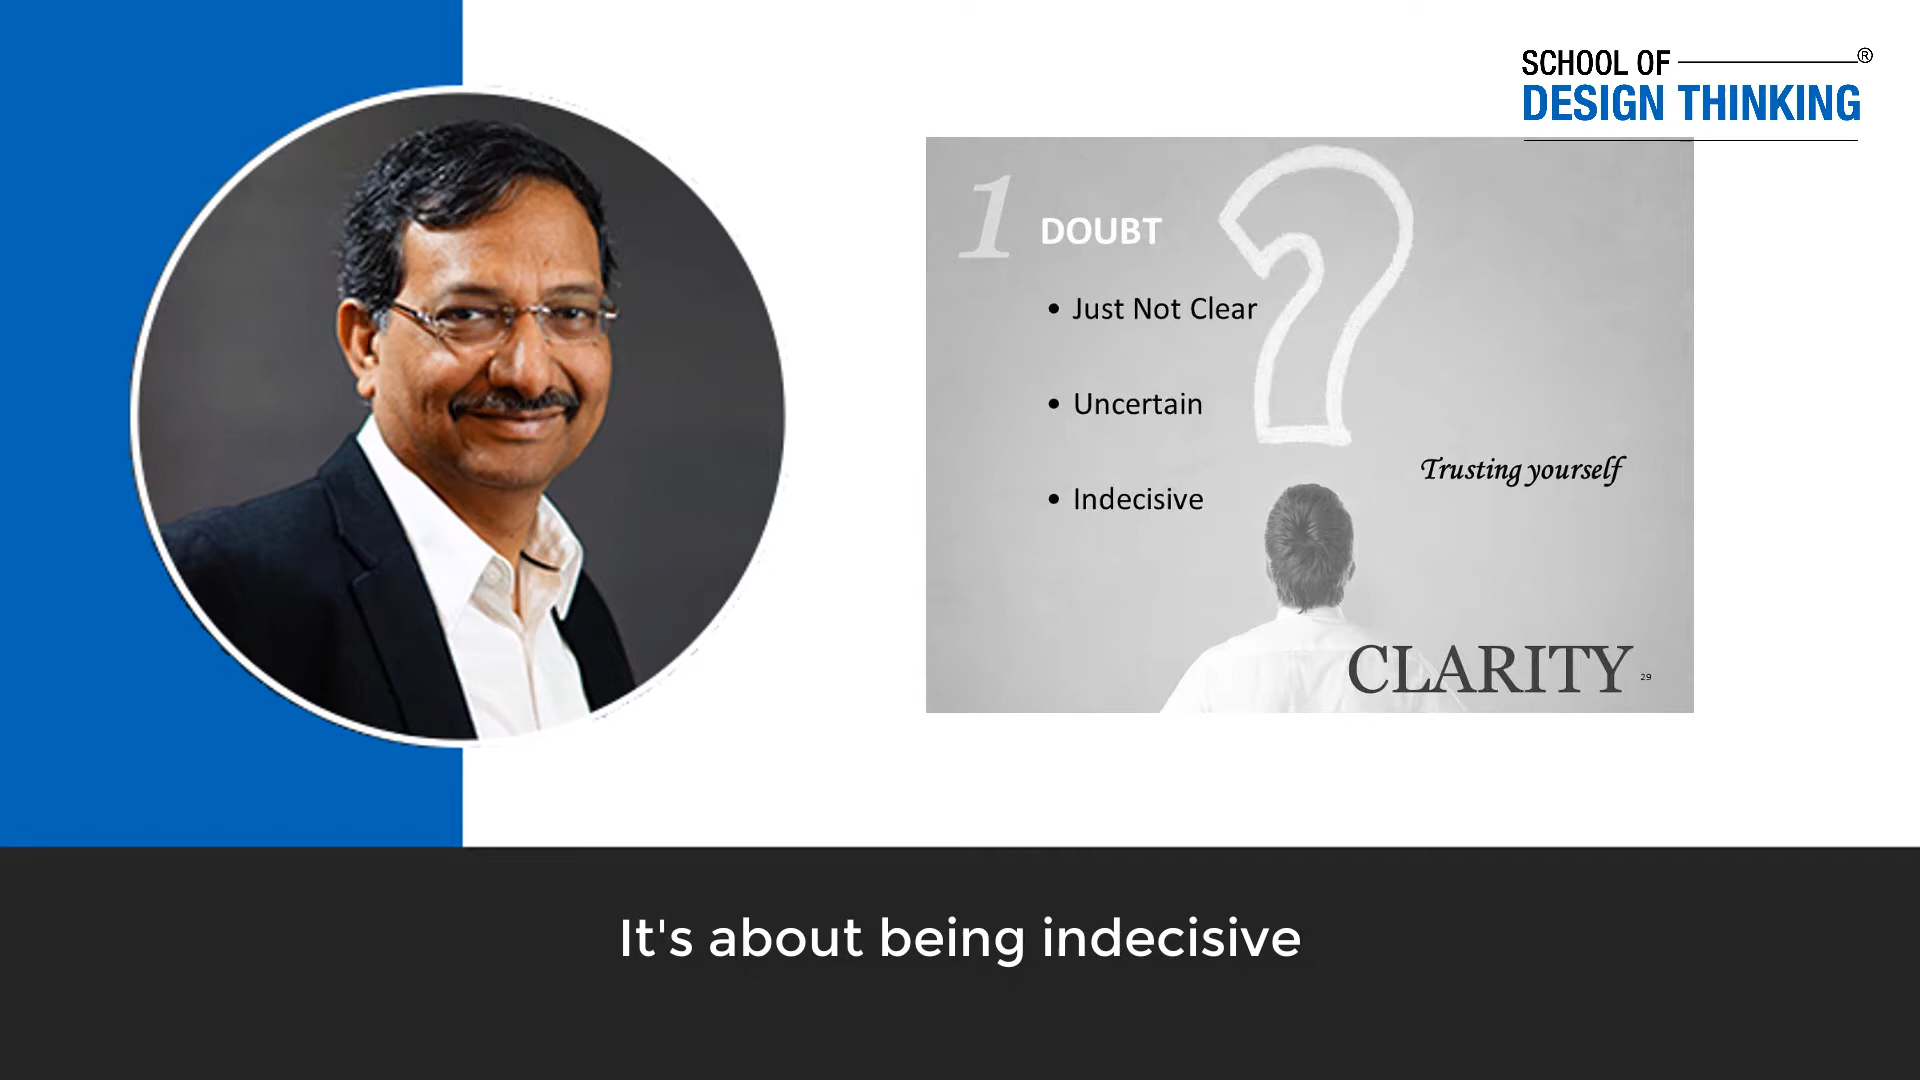 SCHOOL OF ®
DESIGN THINKING
1 DOUBT
• Just Not Clear
• Uncertain
• Indecisive
Trusting yourself
CLARITY 29
It's about being indecisive